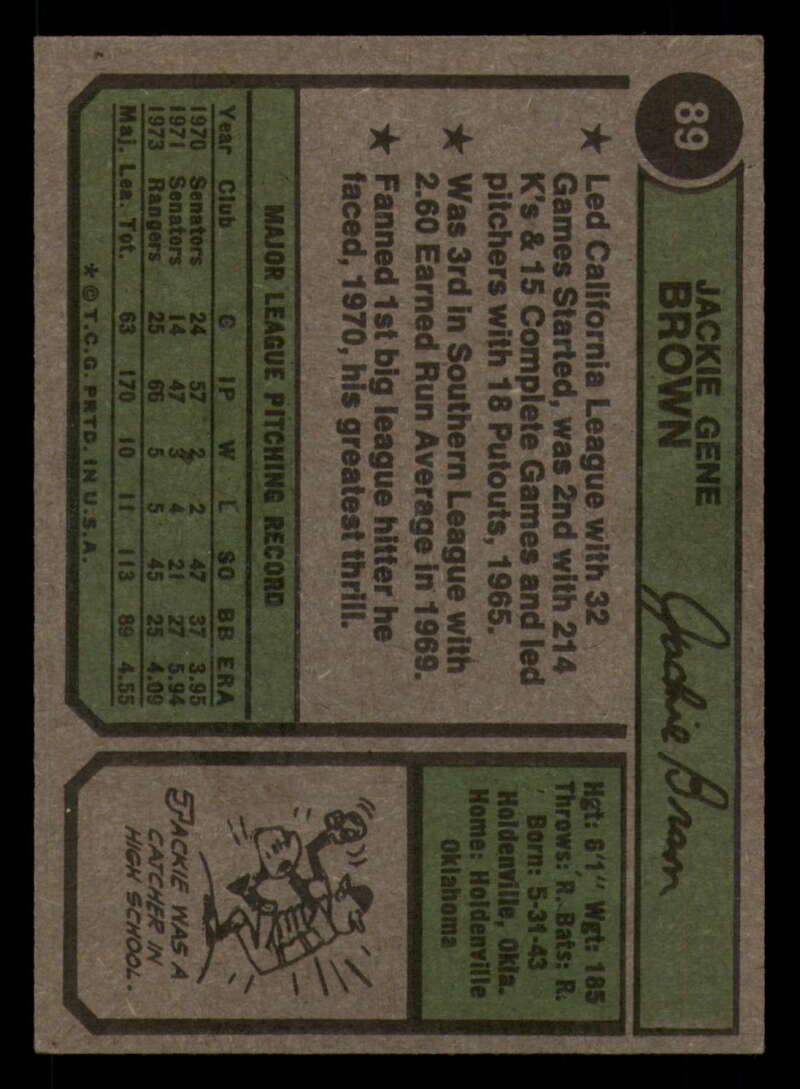 89
JACKIE GENE
BROWN
Jackie Brown
★ Led California League with 32
Games Started, was 2nd with 214
K's & 15 Complete Games and led
pitchers with 18 Putouts, 1965.
★ Was 3rd in Southern League with
2.60 Earned Run Average in 1969.
★ Fanned 1st big league hitter he
faced, 1970, his greatest thrill.
MAJOR LEAGUE PITCHING RECORD
Year Club G IP W L SO BB ERA
1970 Senators 24 57 2 2 47 37 3.95
1971 Senators 14 47 3 4 21 27 5.94
1973 Rangers 25 66 5 5 45 25 4.09
Maj. Lea. Tot. 63 170 10 11 113 89 4.55
* © T.C.G. PRTD. IN U.S.A.
Hgt: 6'1" Wgt: 185
Throws: R. Bats: R.
Born: 5-31-43
Holdenville, Okla.
Home: Holdenville
Oklahoma
JACKIE WAS A
CATCHER IN
HIGH SCHOOL.